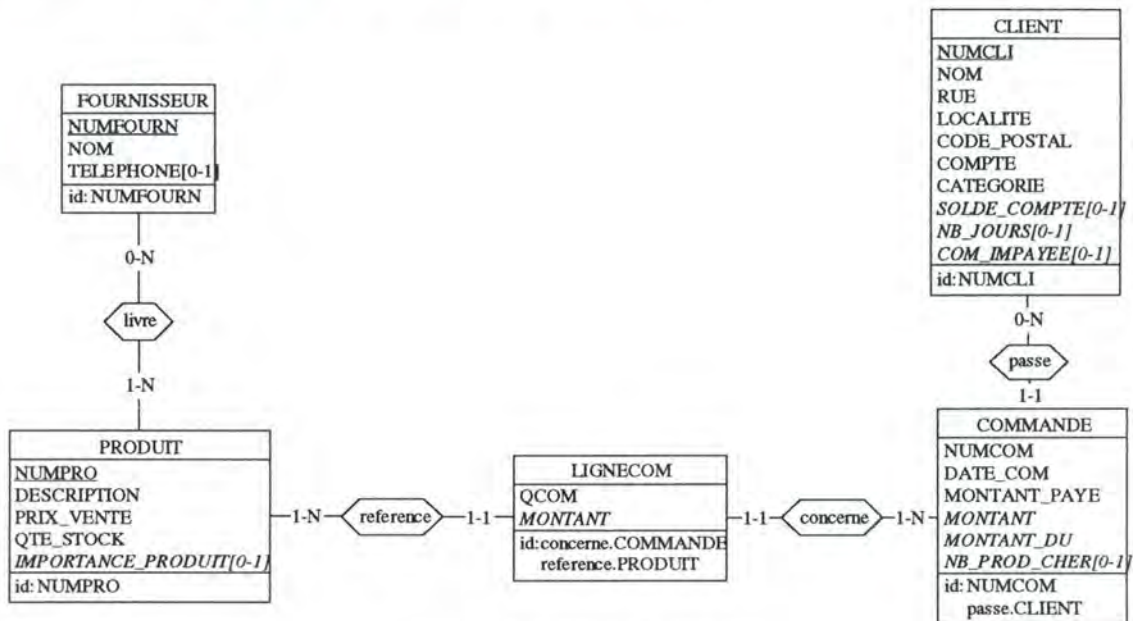 FOURNISSEUR
NUMFOURN
NOM
TELEPHONE[0-1]
id: NUMFOURN
0-N
livre
1-N
PRODUIT
NUMPRO
DESCRIPTION
PRIX_VENTE
QTE_STOCK
IMPORTANCE_PRODUIT[0-1]
id: NUMPRO
1-N
reference
1-1
LIGNECOM
QCOM
MONTANT
id:concerne.COMMANDE
reference.PRODUIT
1-1
concerne
1-N
CLIENT
NUMCLI
NOM
RUE
LOCALITE
CODE_POSTAL
COMPTE
CATEGORIE
SOLDE_COMPTE[0-1]
NB_JOURS[0-1]
COM_IMPAYEE[0-1]
id:NUMCLI
0-N
passe
1-1
COMMANDE
NUMCOM
DATE_COM
MONTANT_PAYE
MONTANT
MONTANT_DU
NB_PROD_CHER[0-1]
id: NUMCOM
passe.CLIENT